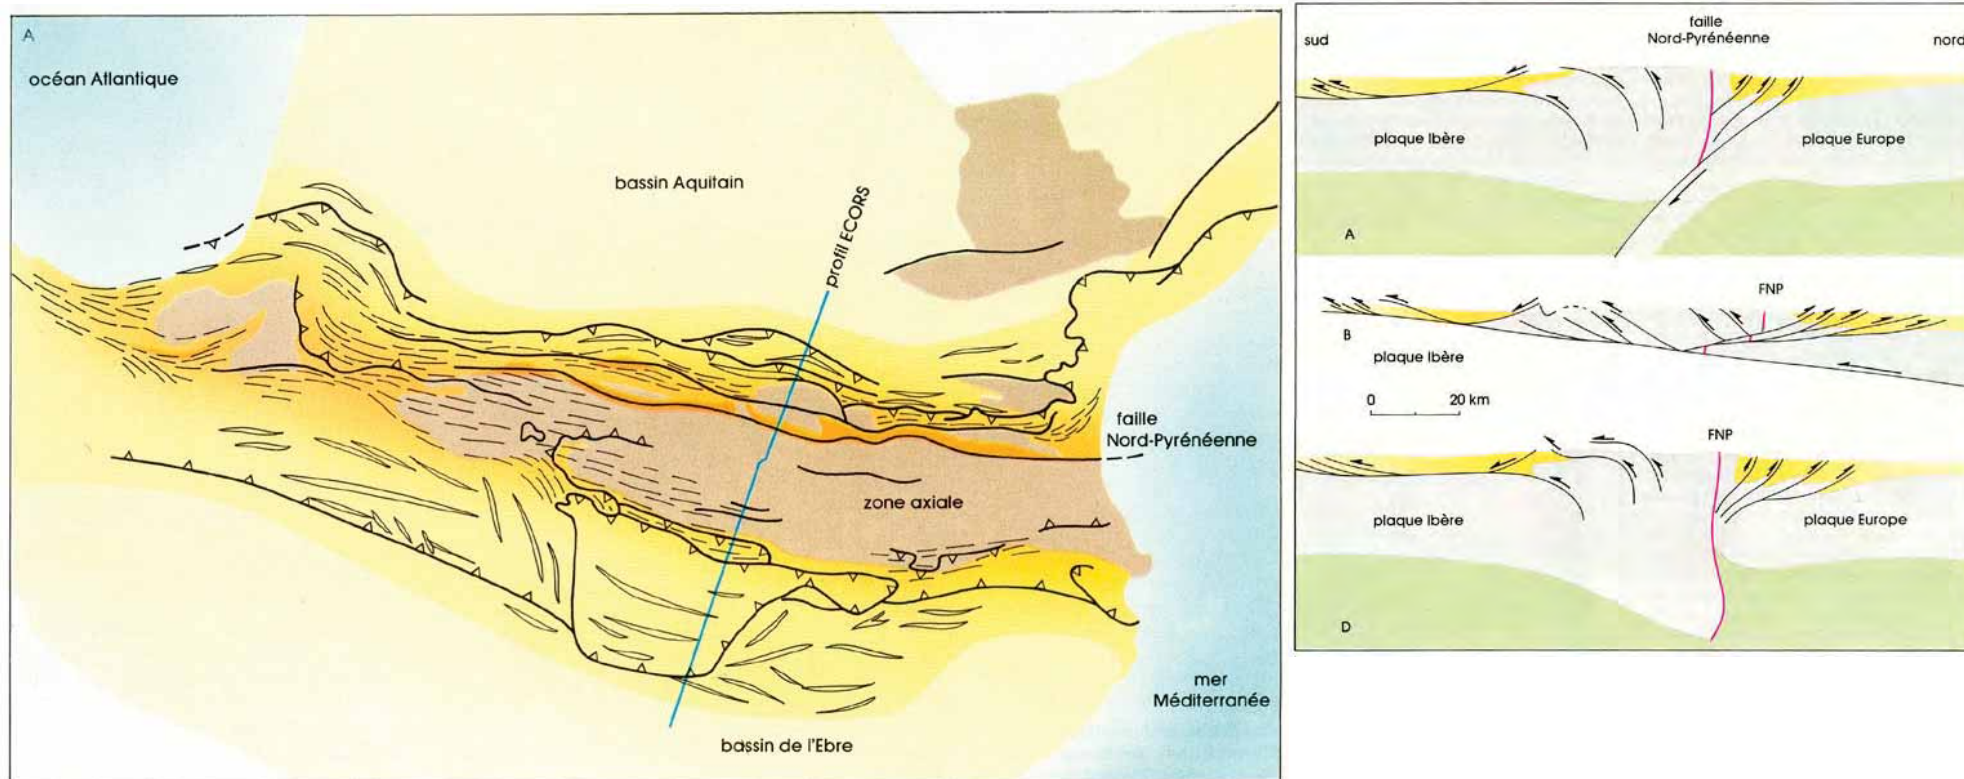 A
océan Atlantique
bassin Aquitain
profil ECORS
faille
Nord-Pyrénéenne
zone axiale
mer
Méditerranée
bassin de l'Ebre
sud
faille
Nord-Pyrénéenne
nord
plaque Ibère
plaque Europe
A
FNP
B
plaque Ibère
0 20 km
FNP
plaque Ibère
plaque Europe
D